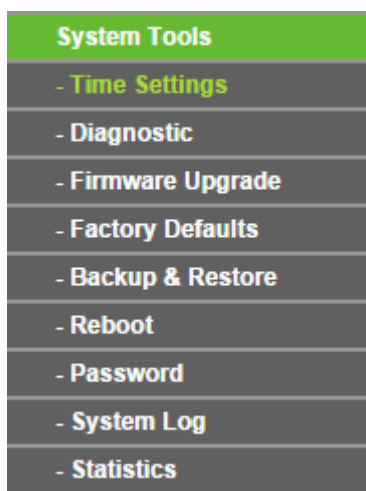 System Tools
- Time Settings
- Diagnostic
- Firmware Upgrade
- Factory Defaults
- Backup & Restore
- Reboot
- Password
- System Log
- Statistics